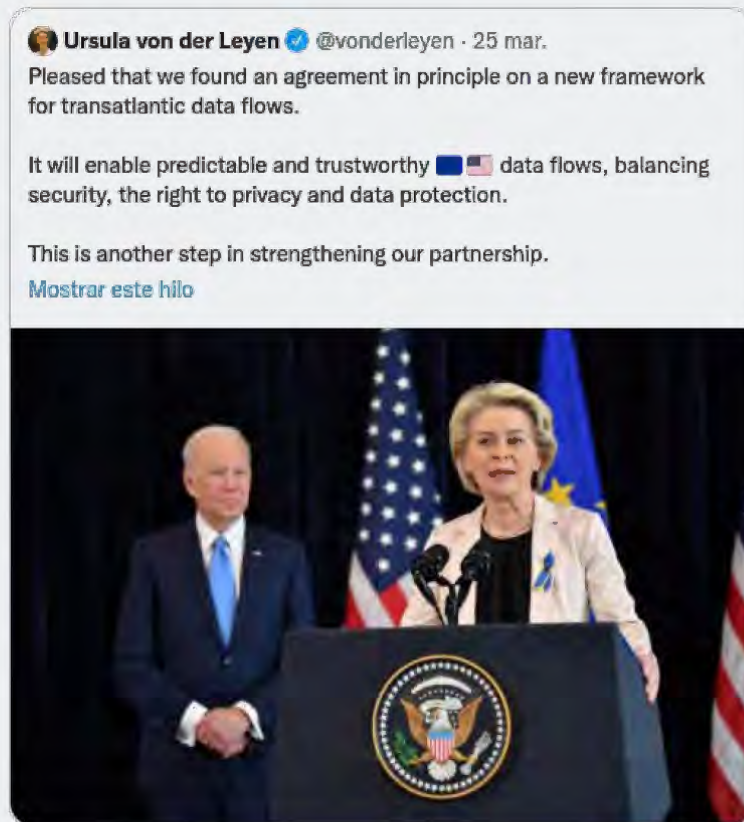 Ursula von der Leyen @vonderleyen · 25 mar.
Pleased that we found an agreement in principle on a new framework
for transatlantic data flows.
It will enable predictable and trustworthy 🇪🇺🇺🇸 data flows, balancing
security, the right to privacy and data protection.
This is another step in strengthening our partnership.
Mostrar este hilo